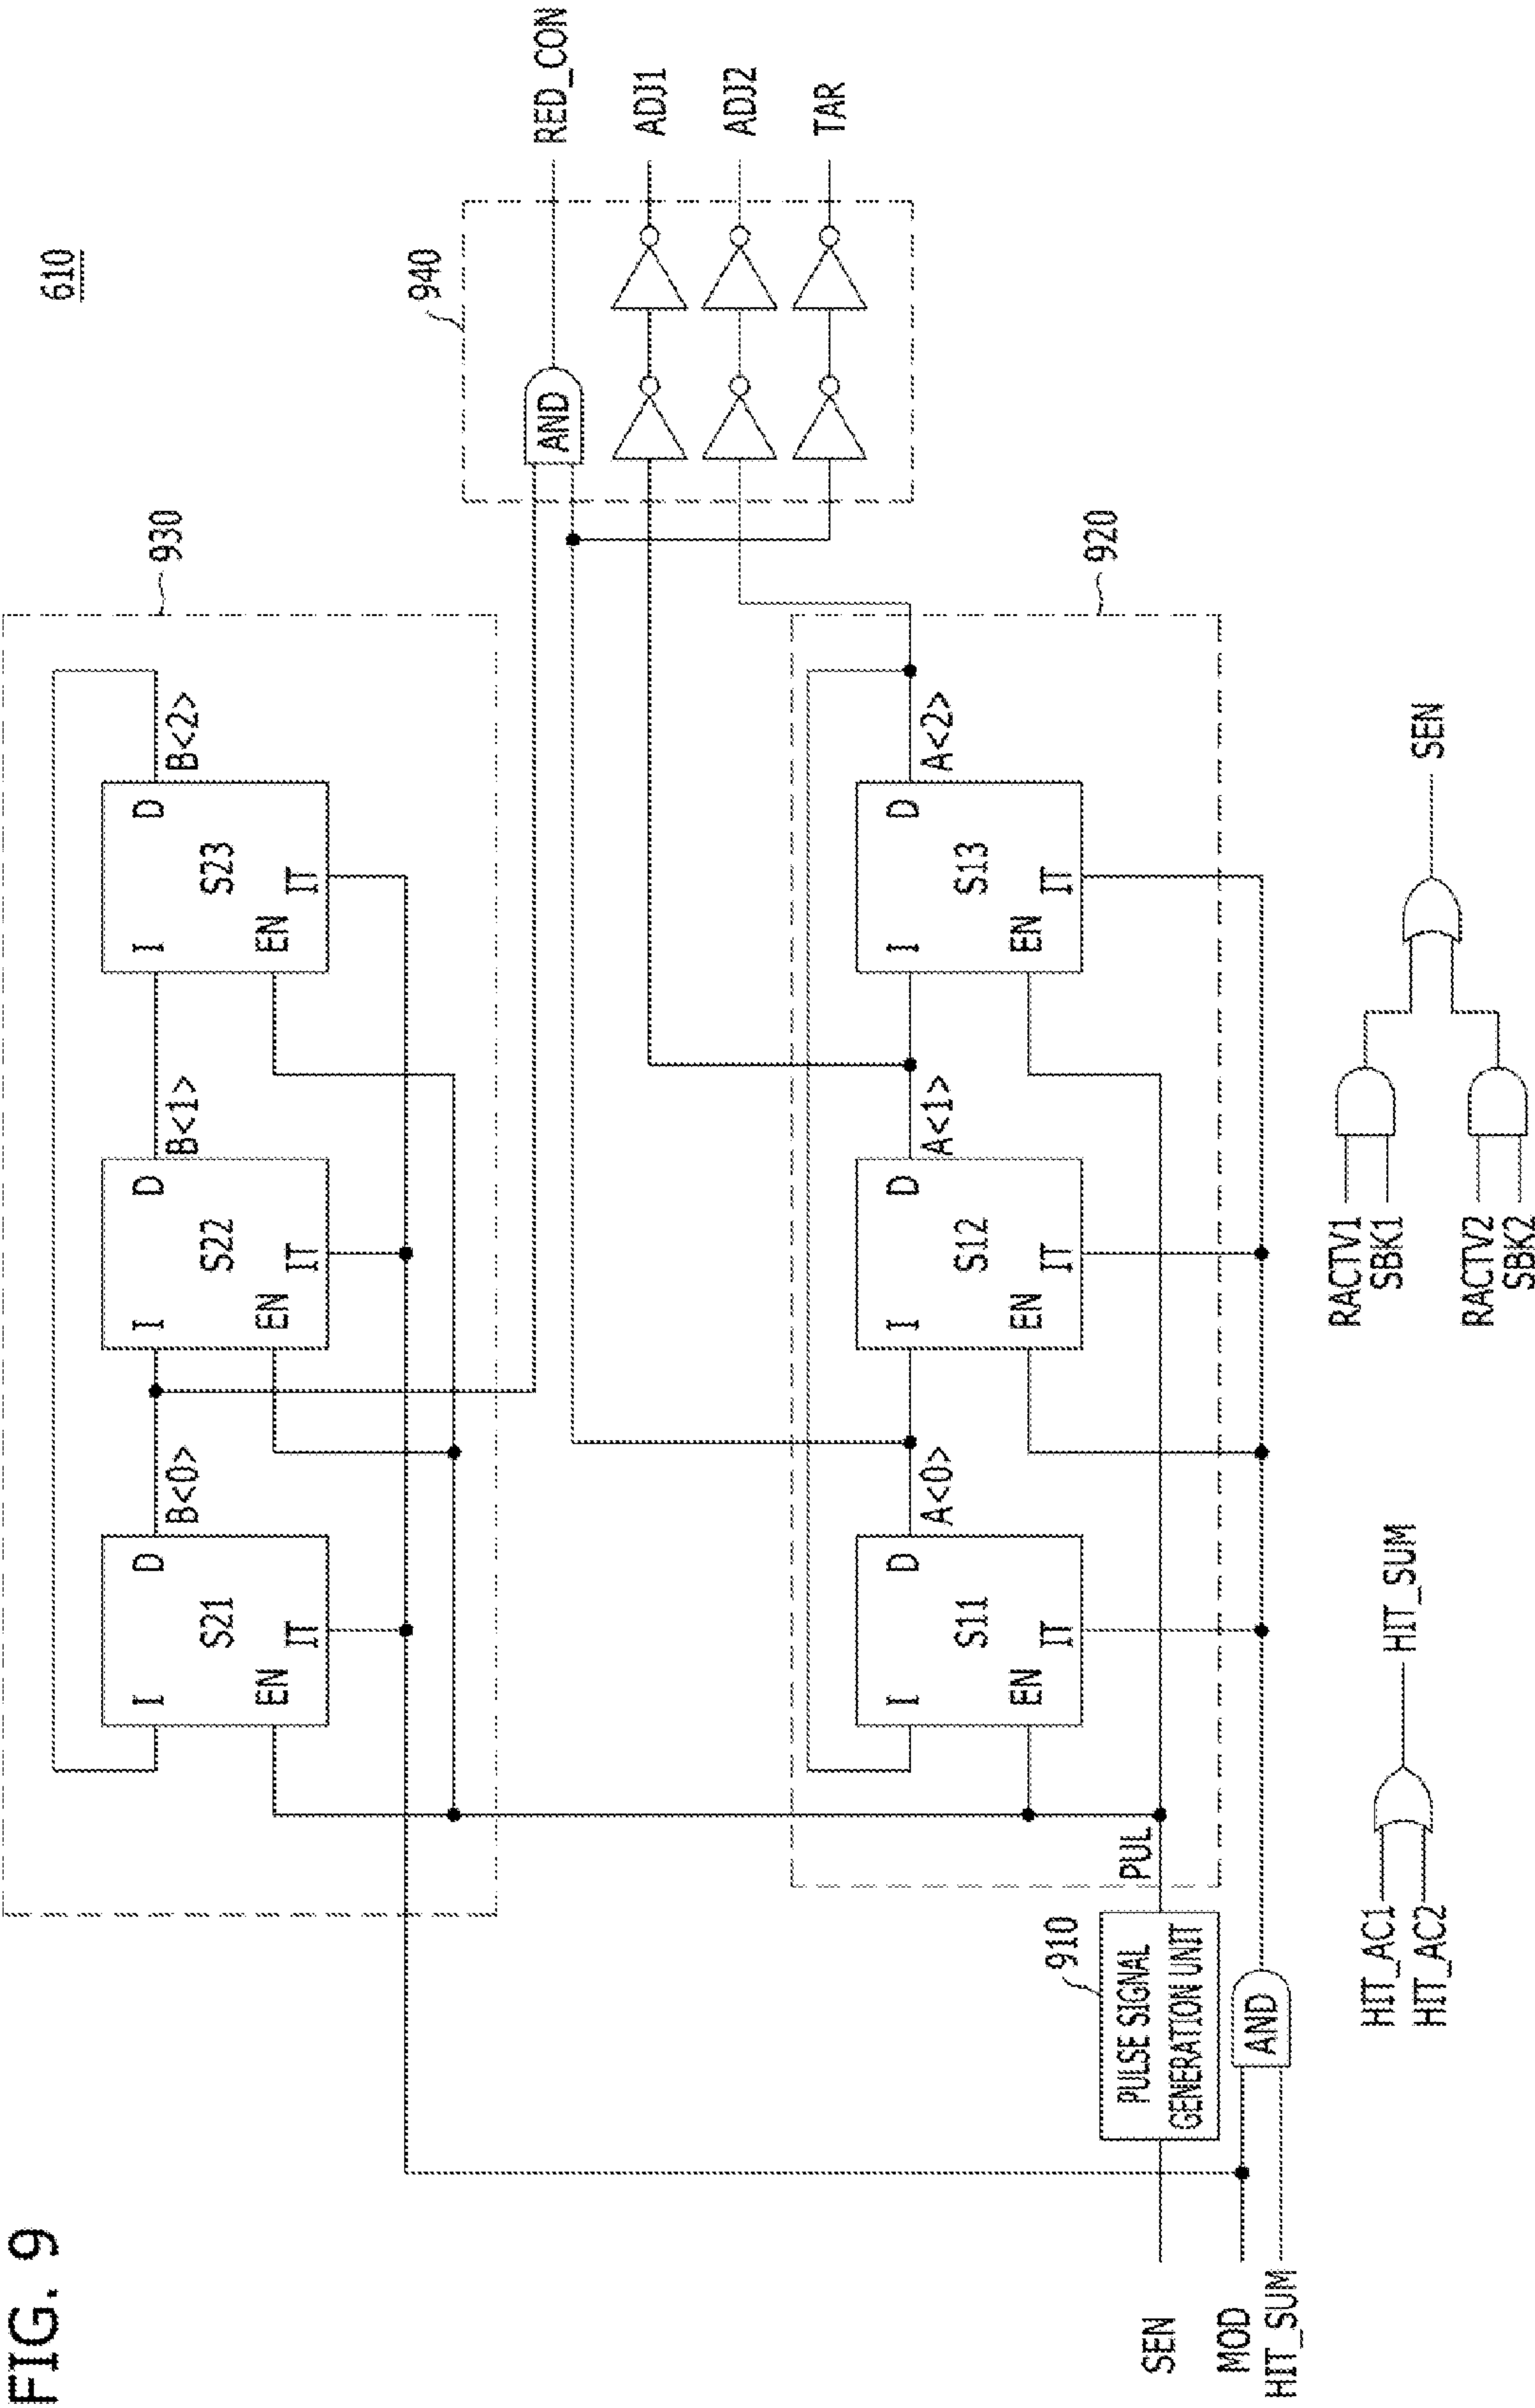 FIG. 9
610
930
S21
I
D
EN
IT
B<0>
S22
I
D
EN
IT
B<1>
S23
I
D
EN
IT
B<2>
940
AND
RED_CON
ADJ1
ADJ2
TAR
920
S11
I
D
EN
IT
A<0>
S12
I
D
EN
IT
A<1>
S13
I
D
EN
IT
A<2>
PUL
910
PULSE SIGNAL
GENERATION UNIT
SEN
MOD
HIT_SUM
AND
HIT_AC1
HIT_AC2
HIT_SUM
RACTV1
SBK1
RACTV2
SBK2
SEN